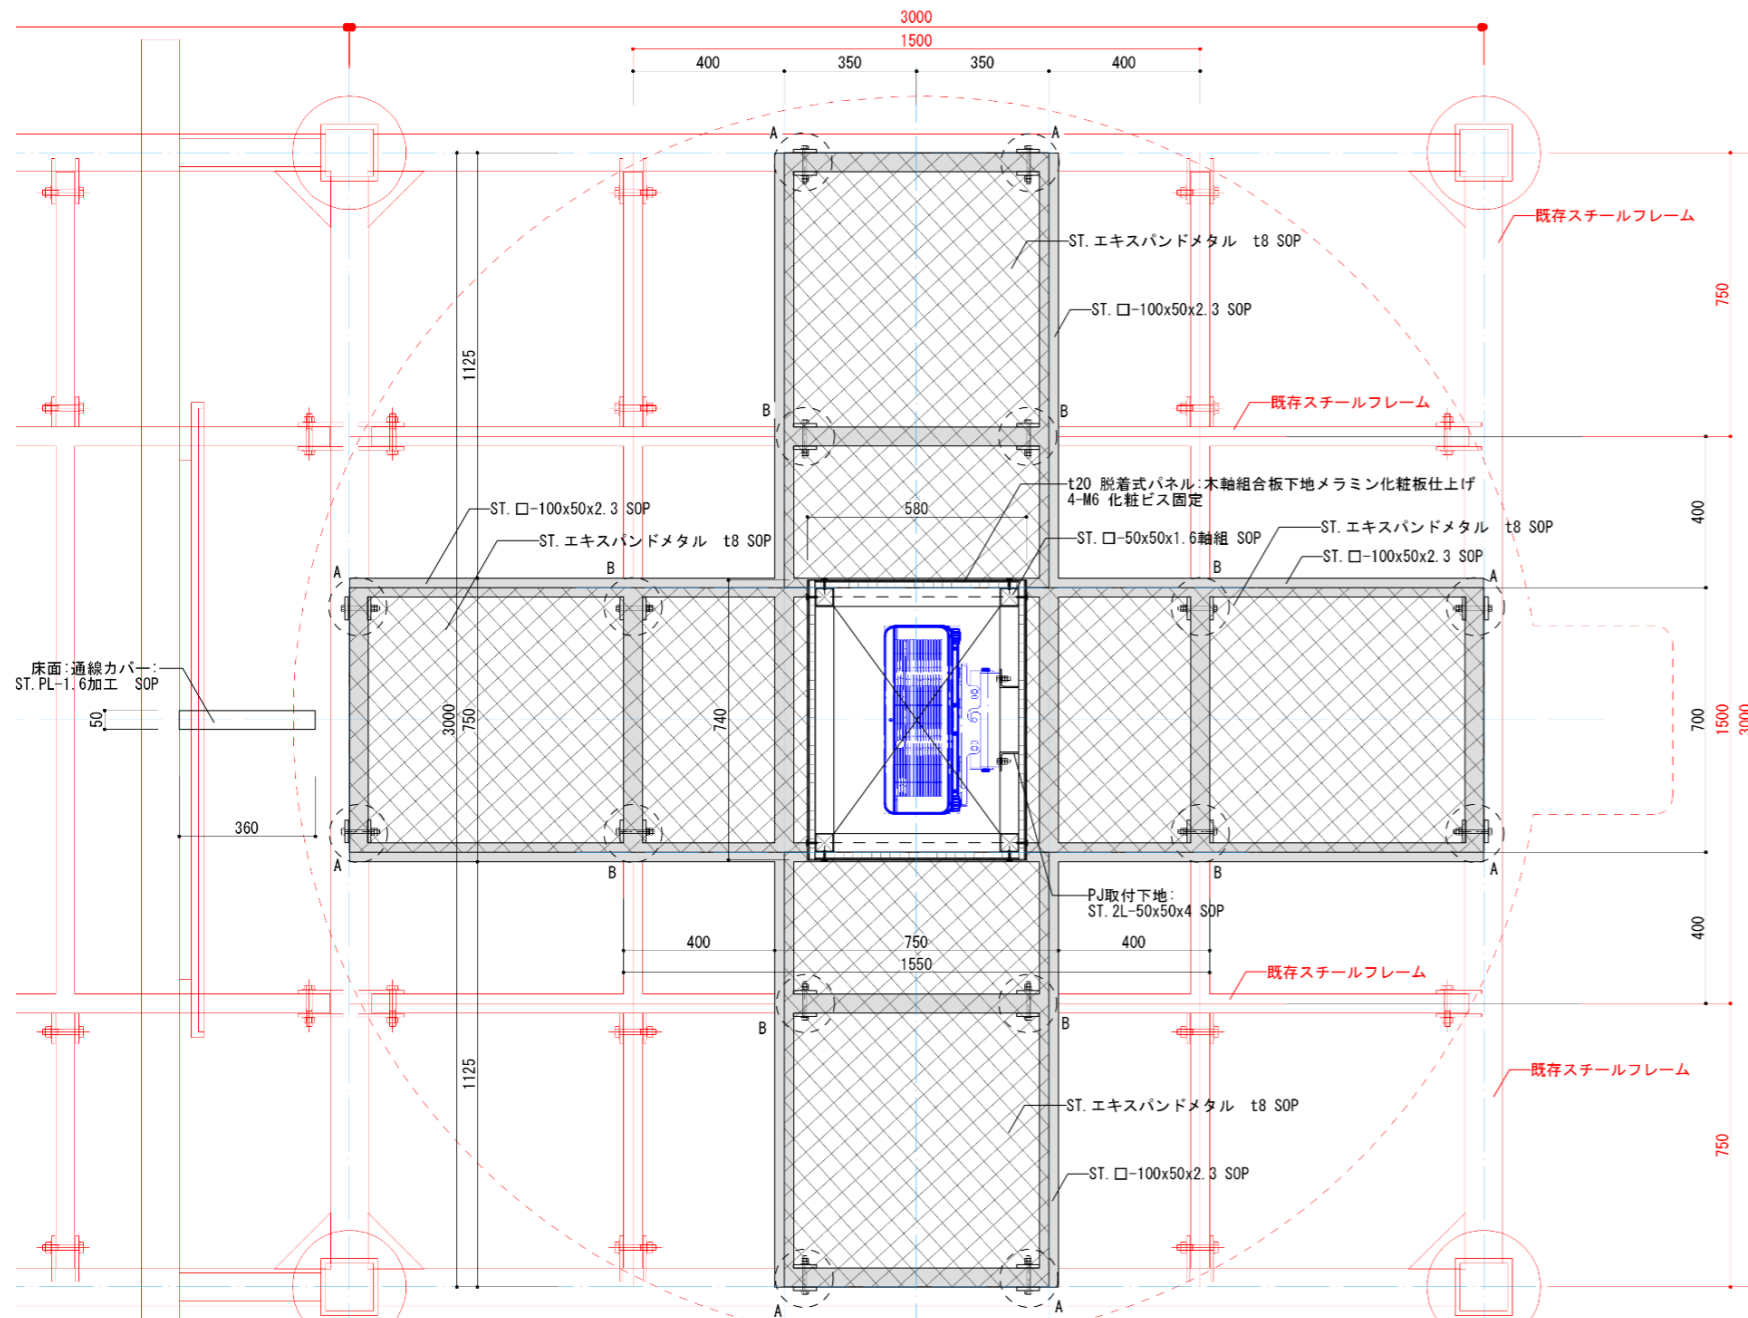 3000
1500
400
350
350
400
A
A
既存スチールフレーム
ST.エキスパンドメタル t8 SOP
750
ST.口-100x50x2.3 SOP
1125
既存スチールフレーム
B
B
t20 脱着式パネル:木軸組合板下地メラミン化粧板仕上げ
4-M6 化粧ビス固定
ST.口-100x50x2.3 SOP
580
400
ST.エキスパンドメタル t8 SOP
ST.エキスパンドメタル t8 SOP
ST.口-50x50x1.6軸組 SOP
ST.口-100x50x2.3 SOP
A
B
B
A
床面:通線カバー:
ST.PL-1.6加工 SOP
50
3000
750
740
700
1500
3000
360
A
B
B
A
PJ取付下地:
ST.2L-50x50x4 SOP
400
750
400
400
1550
既存スチールフレーム
B
B
1125
既存スチールフレーム
ST.エキスパンドメタル t8 SOP
750
ST.口-100x50x2.3 SOP
A
A